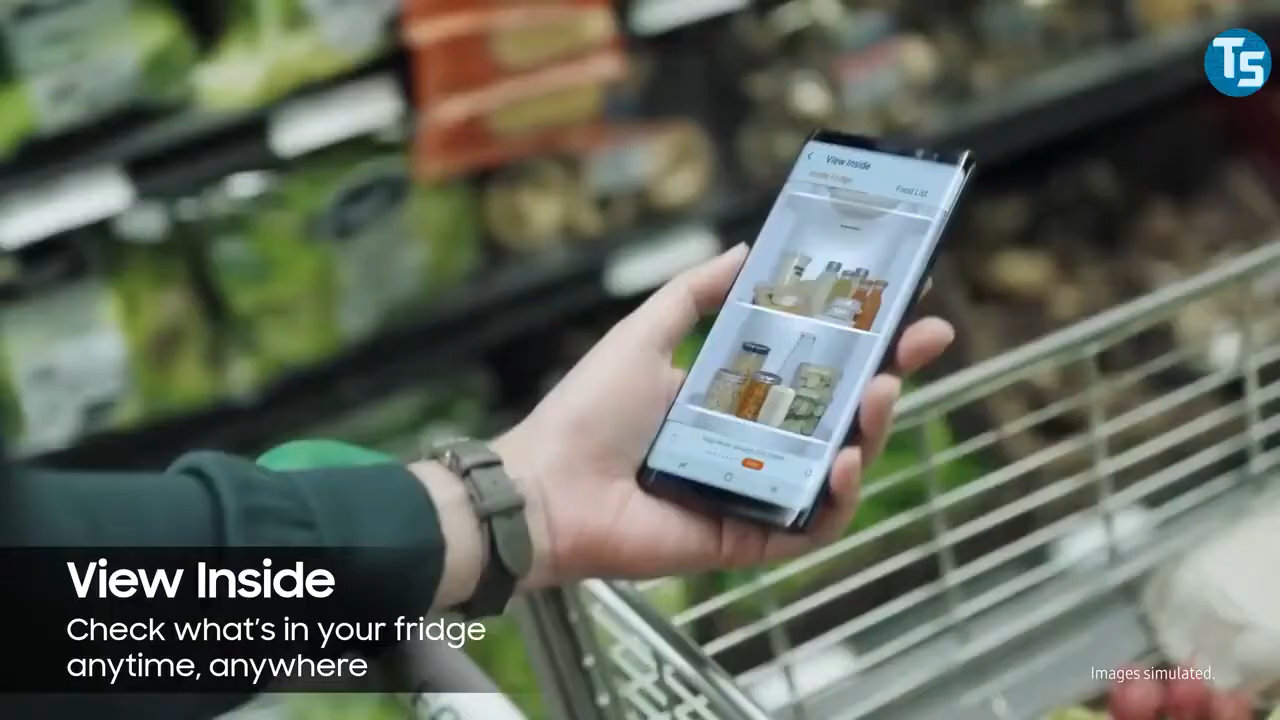 TS
View Inside
Food List
View Inside
Check what's in your fridge
anytime, anywhere
Images simulated.